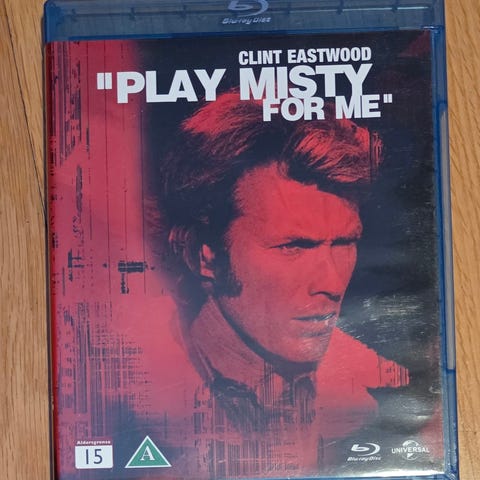 Blu-ray Disc
CLINT EASTWOOD
"PLAY MISTY
FOR ME"
Aldersgrense
15
A
Blu-ray Disc
UNIVERSAL